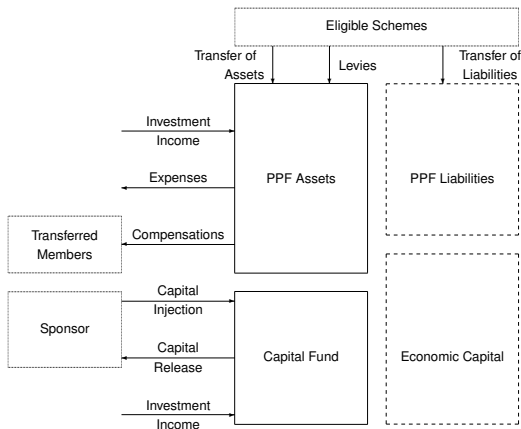 Eligible Schemes
Transfer of
Assets
Levies
Transfer of
Liabilities
Investment
Income
Expenses
PPF Assets
PPF Liabilities
Transferred
Members
Compensations
Capital
Injection
Sponsor
Capital
Release
Capital Fund
Economic Capital
Investment
Income